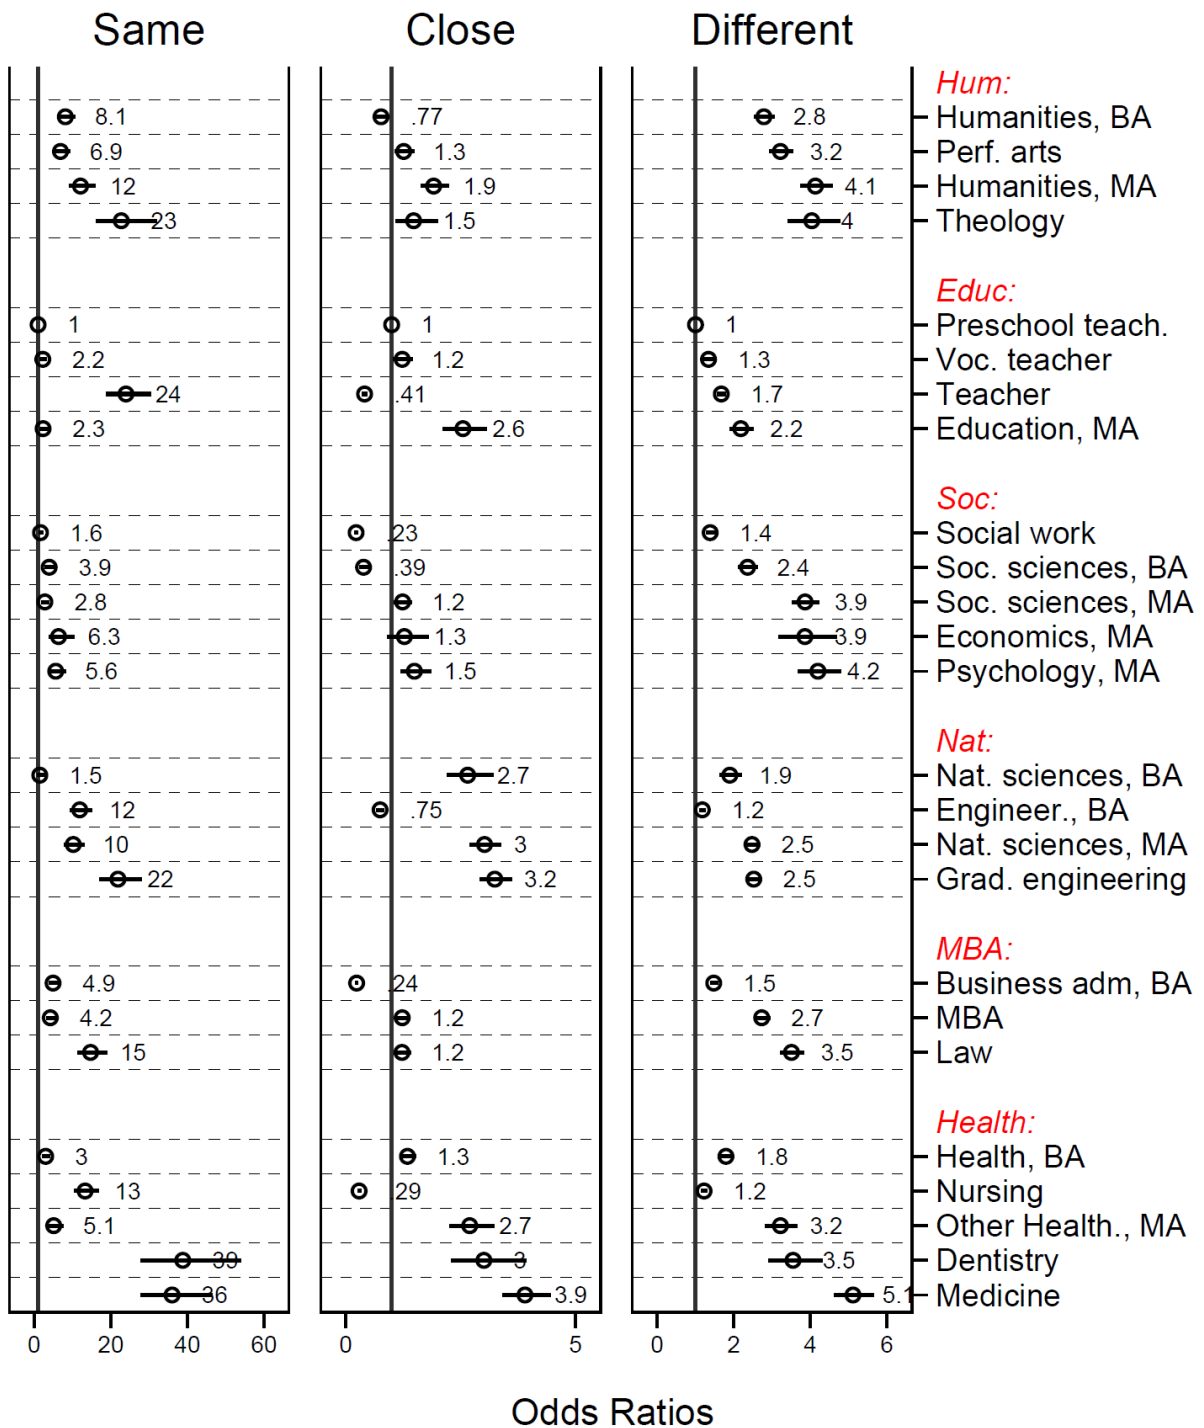 Same Close Different
Hum:
8.1 .77 2.8 Humanities, BA
6.9 1.3 3.2 Perf. arts
12 1.9 4.1 Humanities, MA
23 1.5 4 Theology
Educ:
1 1 1 Preschool teach.
2.2 1.2 1.3 Voc. teacher
24 .41 1.7 Teacher
2.3 2.6 2.2 Education, MA
Soc:
1.6 .23 1.4 Social work
3.9 .39 2.4 Soc. sciences, BA
2.8 1.2 3.9 Soc. sciences, MA
6.3 1.3 3.9 Economics, MA
5.6 1.5 4.2 Psychology, MA
Nat:
1.5 2.7 1.9 Nat. sciences, BA
12 .75 1.2 Engineer., BA
10 3 2.5 Nat. sciences, MA
22 3.2 2.5 Grad. engineering
MBA:
4.9 .24 1.5 Business adm, BA
4.2 1.2 2.7 MBA
15 1.2 3.5 Law
Health:
3 1.3 1.8 Health, BA
13 .29 1.2 Nursing
5.1 2.7 3.2 Other Health., MA
39 3 3.5 Dentistry
36 3.9 5.1 Medicine
0 20 40 60 0 5 0 2 4 6
Odds Ratios